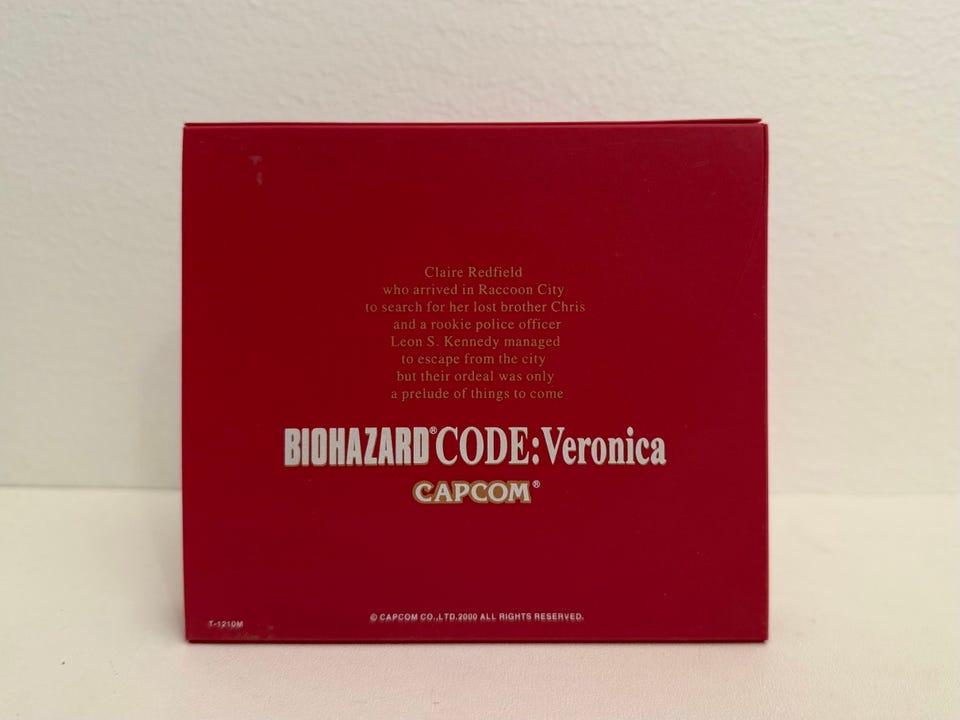 Claire Redfield
who arrived in Raccoon City
to search for her lost brother Chris
and a rookie police officer
Leon S. Kennedy managed
to escape from the city
but their ordeal was only
a prelude of things to come
BIOHAZARD® CODE:Veronica
CAPCOM®
© CAPCOM CO.,LTD.2000 ALL RIGHTS RESERVED.
T-1210M